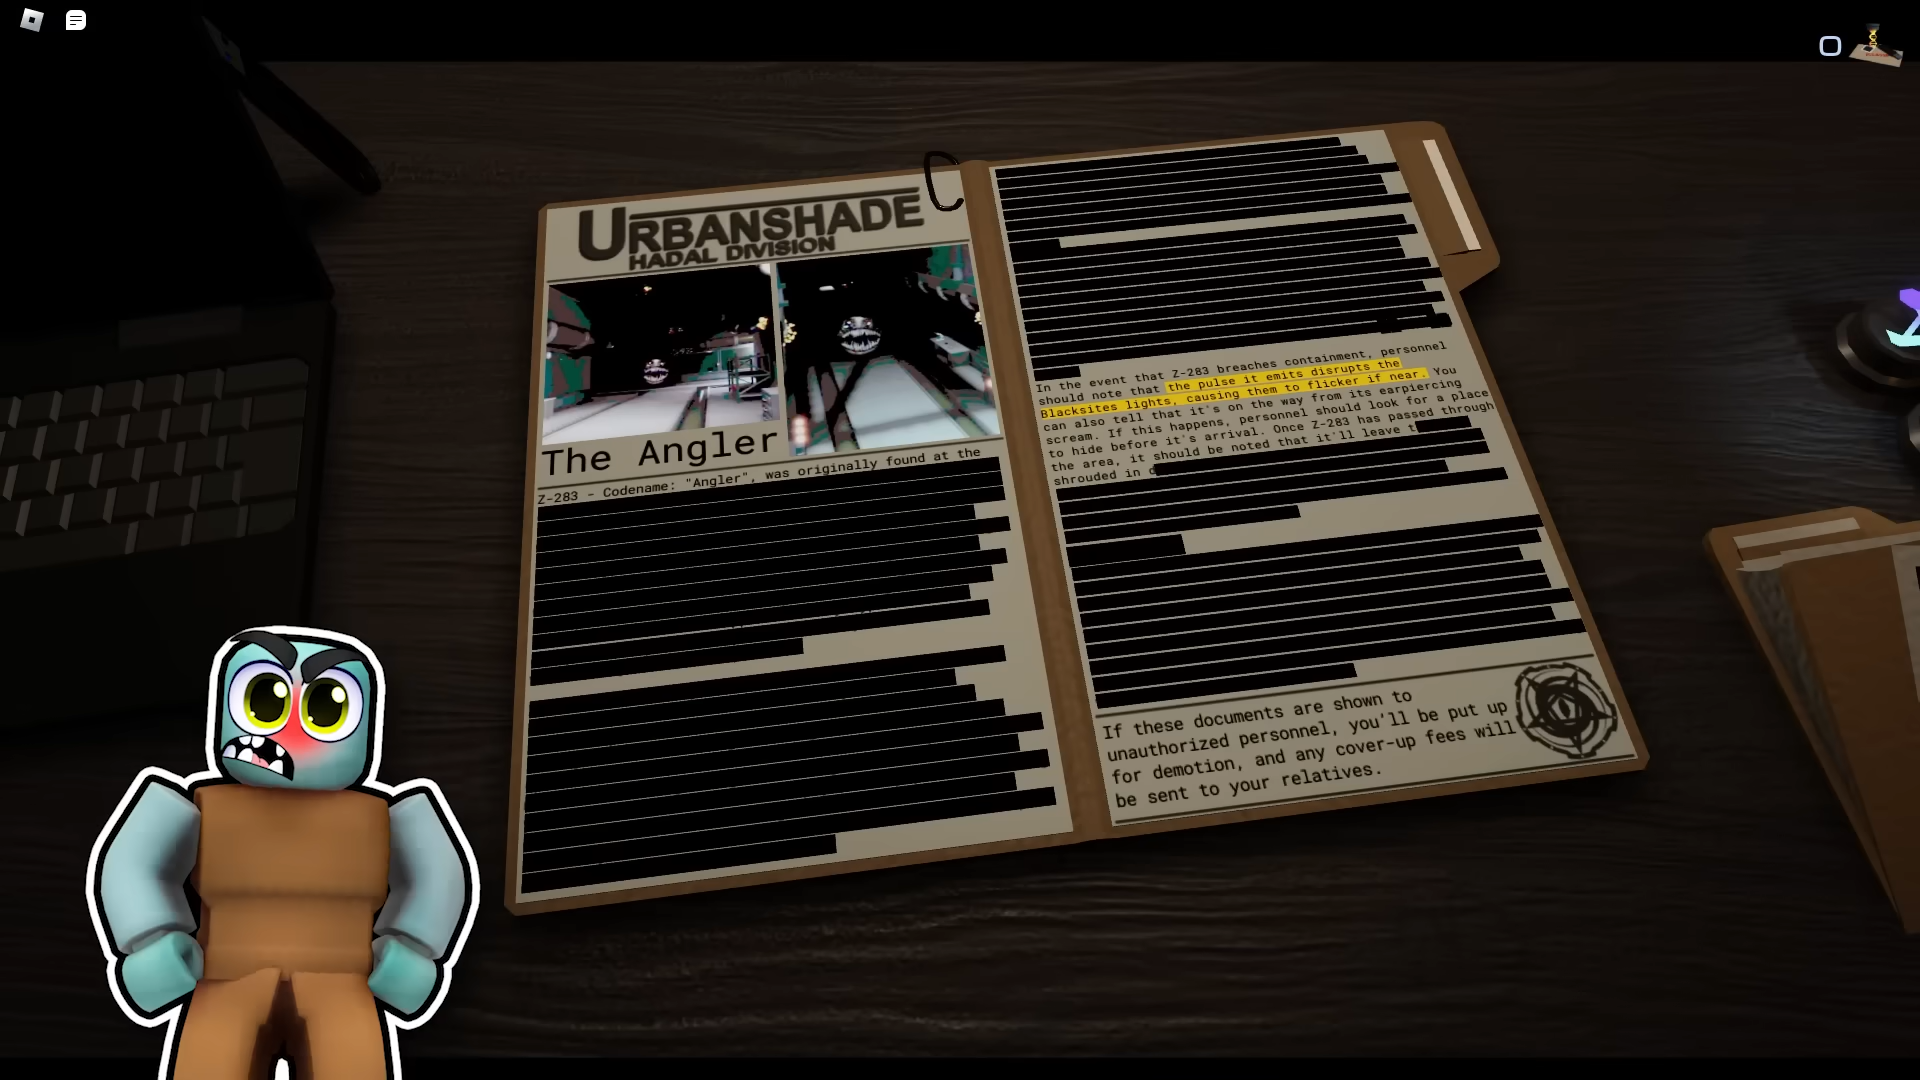 URBANSHADE
HADAL DIVISION
The Angler
Z-283 - Codename: "Angler", was originally found at the
In the event that Z-283 breaches containment, personnel
should note that the pulse it emits disrupts the
Blacksites lights, causing them to flicker if near. You
can also tell that it's on the way from its earpiercing
scream. If this happens, personnel should look for a place
to hide before it's arrival. Once Z-283 has passed through
the area, it should be noted that it'll leave t
shrouded in d
If these documents are shown to
unauthorized personnel, you'll be put up
for demotion, and any cover-up fees will
be sent to your relatives.